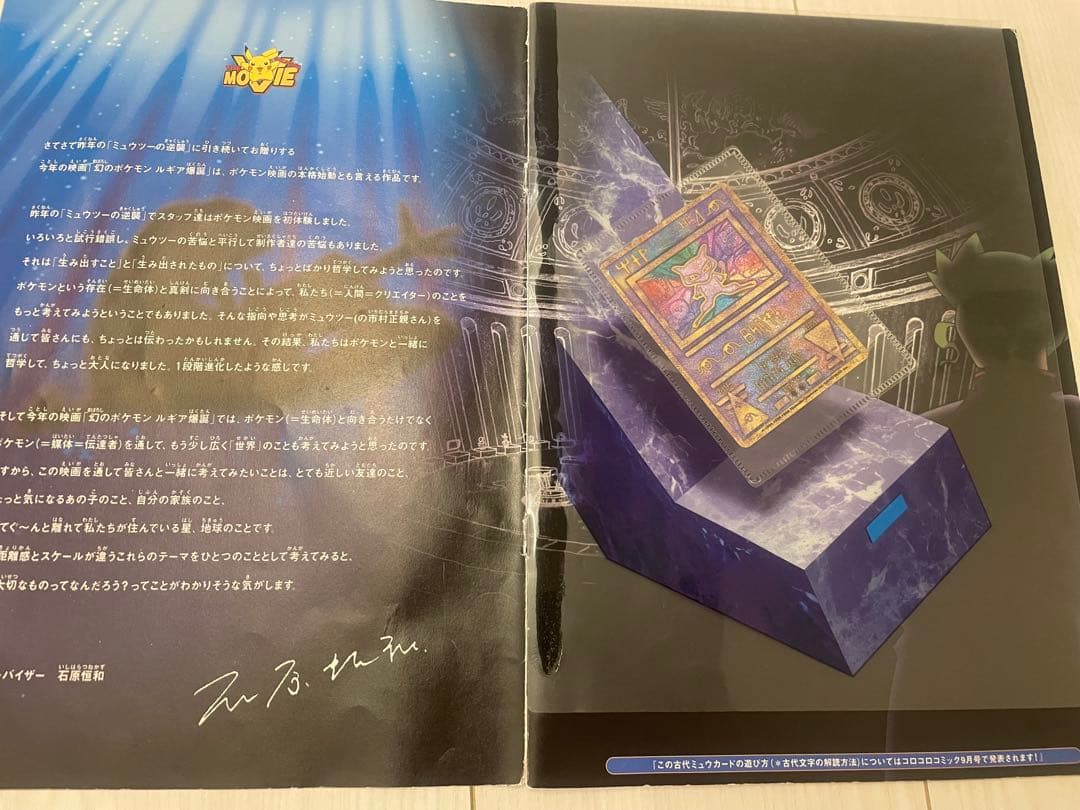 MOVIE
さてさて昨年の「ミュウツーの逆襲」に引き続いてお贈りする
今年の映画「幻のポケモン ルギア爆誕」は、ポケモン映画の本格始動とも言える作品です。
昨年の「ミュウツーの逆襲」でスタッフ達はポケモン映画を初体験しました。
いろいろと試行錯誤し、ミュウツーの苦悩と平行して制作者達の苦悩もありました。
それは「生み出すこと」と「生み出されたもの」について、ちょっとばかり哲学してみようと思ったのです
ポケモンという存在(=生命体)と真剣に向き合うことによって、私たち(=人間=クリエイター)のことを
もっと考えてみようということでもありました。そんな指向や思考がミュウツー(の市村正親さん)を
通じて皆さんにも、ちょっとは伝わったかもしれません。その結果、私たちはポケモンと一緒に
哲学して、ちょっと大人になりました。1段階進化したような感じです。
そして今年の映画「幻のポケモン ルギア爆誕」では、ポケモン(=生命体)と向き合うだけでなく
ポケモン(=媒体=伝達者)を通して、もう少し広く「世界」のことも考えてみようと思ったのです。
すから、この映画を通して皆さんと一緒に考えてみたいことは、とても近しい友達のこと、
ょっと気になるあの子のこと、自分の家族のこと、
てぐ〜んと離れて私たちが住んでいる星、地球のことです。
距離感とスケールが違うこれらのテーマをひとつのこととして考えてみると、
大切なものってなんだろう?ってことがわかりそうな気がします。
ーバイザー 石原恒和
「この古代ミュウカードの遊び方(*古代文字の解読方法)についてはコロコロコミック9月号で発表されます!」